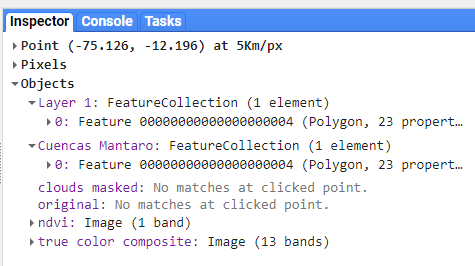 Inspector Console Tasks
Point (-75.126, -12.196) at 5Km/px
Pixels
Objects
Layer 1: FeatureCollection (1 element)
0: Feature 00000000000000000004 (Polygon, 23 propert…
Cuencas Mantaro: FeatureCollection (1 element)
0: Feature 00000000000000000004 (Polygon, 23 propert…
clouds masked: No matches at clicked point.
original: No matches at clicked point.
ndvi: Image (1 band)
true color composite: Image (13 bands)